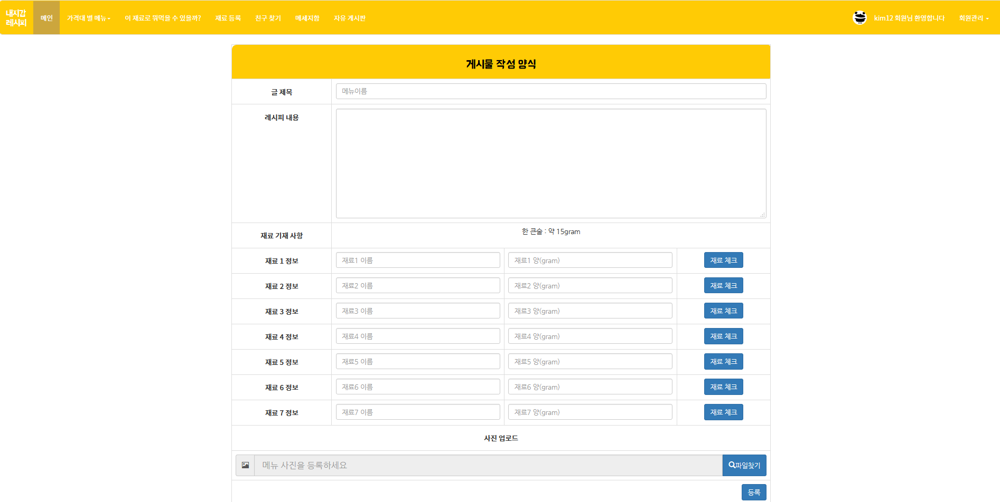 내지갑
레시피
메인
가격대 별 메뉴
이 재료로 뭐먹을 수 있을까?
재료 등록
친구 찾기
메세지함
자유 게시판
kim12 회원님 환영합니다
회원관리
게시물 작성 양식
글 제목
메뉴이름
레시피 내용
재료 기재 사항
한 큰술 : 약 15gram
재료 1 정보
재료1 이름
재료1 양(gram)
재료 체크
재료 2 정보
재료2 이름
재료2 양(gram)
재료 체크
재료 3 정보
재료3 이름
재료3 양(gram)
재료 체크
재료 4 정보
재료4 이름
재료4 양(gram)
재료 체크
재료 5 정보
재료5 이름
재료5 양(gram)
재료 체크
재료 6 정보
재료6 이름
재료6 양(gram)
재료 체크
재료 7 정보
재료7 이름
재료7 양(gram)
재료 체크
사진 업로드
메뉴 사진을 등록하세요
파일찾기
등록